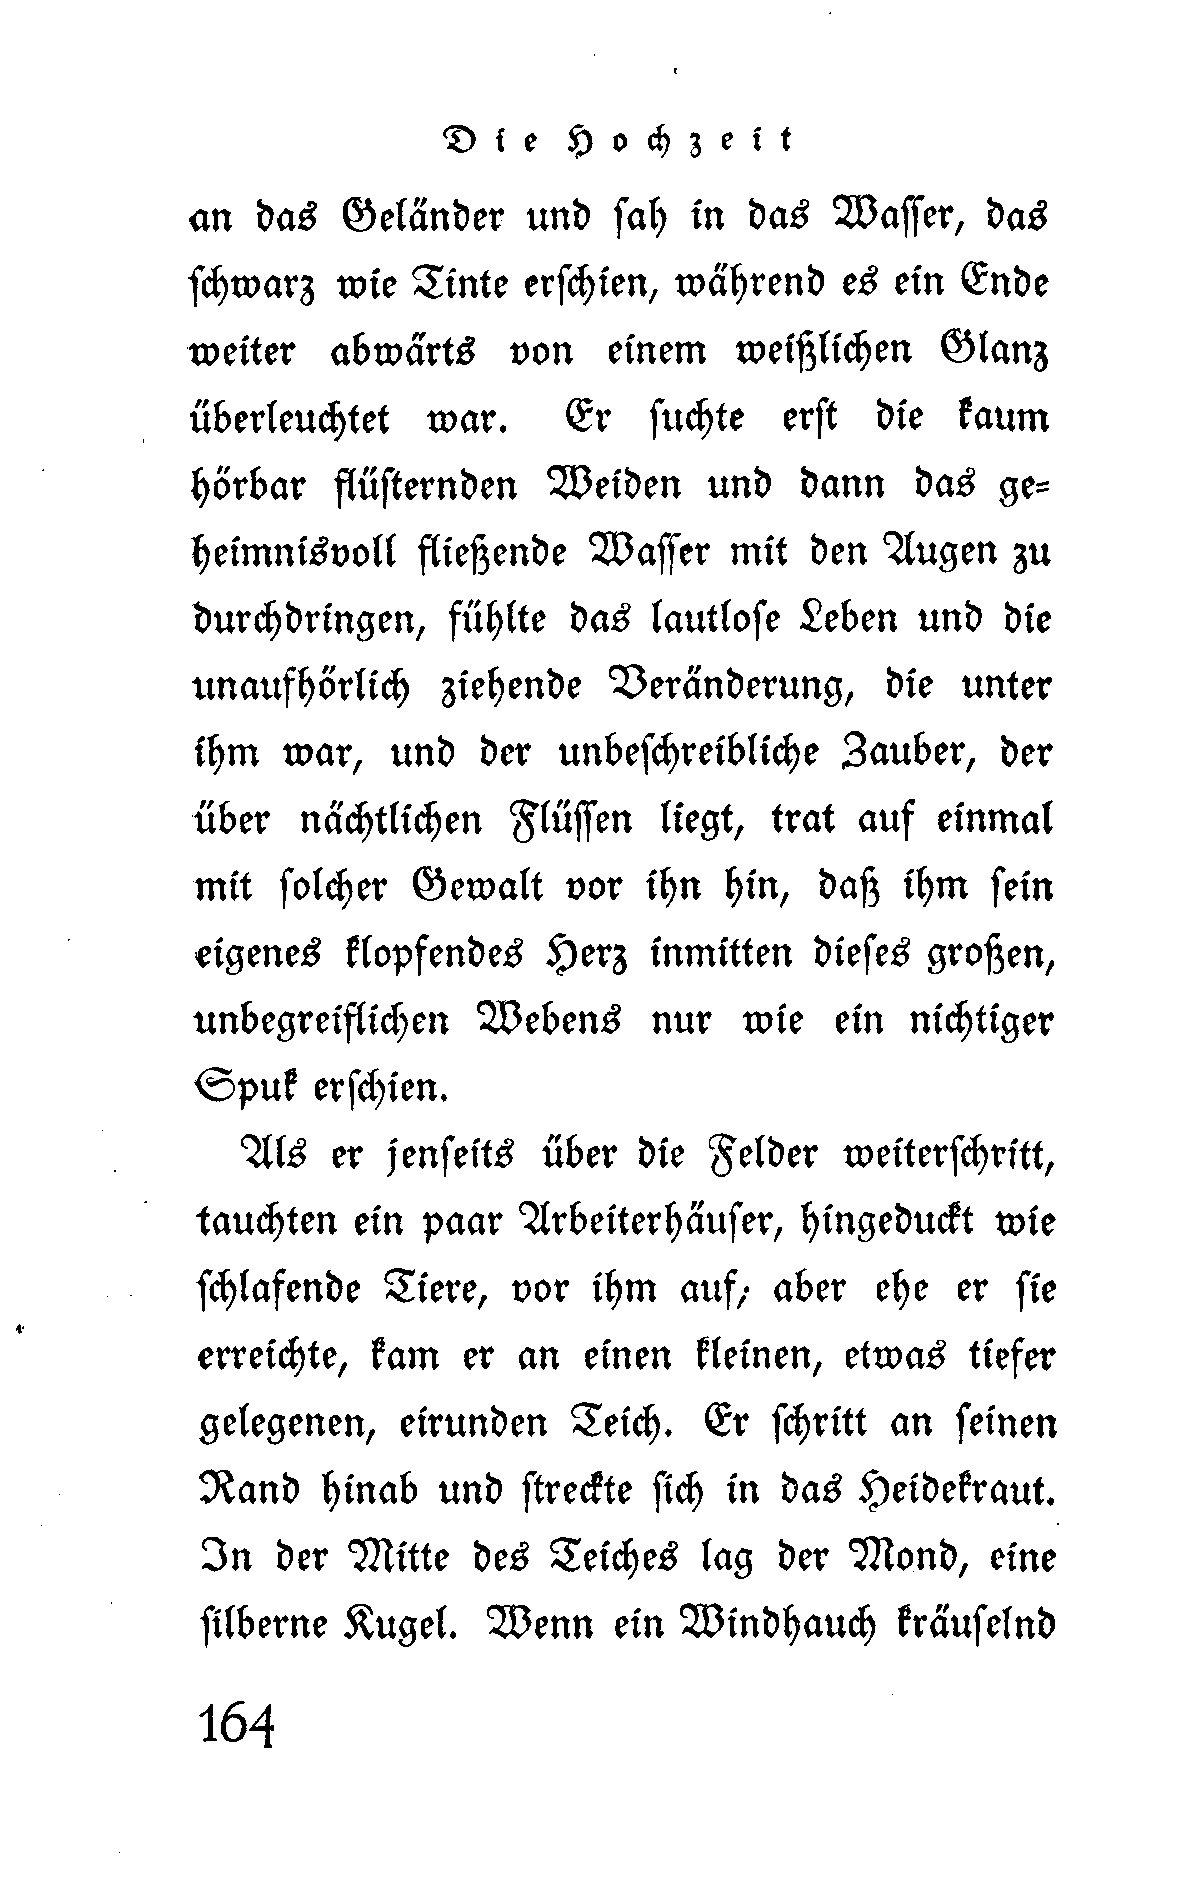 Die Hochzeit
an das Geländer und sah in das Wasser, das
schwarz wie Tinte erschien, während es ein Ende
weiter abwärts von einem weißlichen Glanz
überleuchtet war. Er suchte erst die kaum
hörbar flüsternden Weiden und dann das ge-
heimnisvoll fließende Wasser mit den Augen zu
durchdringen, fühlte das lautlose Leben und die
unaufhörlich ziehende Veränderung, die unter
ihm war, und der unbeschreibliche Zauber, der
über nächtlichen Flüssen liegt, trat auf einmal
mit solcher Gewalt vor ihn hin, daß ihm sein
eigenes klopfendes Herz inmitten dieses großen,
unbegreiflichen Webens nur wie ein nichtiger
Spuk erschien.
Als er jenseits über die Felder weiterschritt,
tauchten ein paar Arbeiterhäuser, hingeduckt wie
schlafende Tiere, vor ihm auf; aber ehe er sie
erreichte, kam er an einen kleinen, etwas tiefer
gelegenen, eirunden Teich. Er schritt an seinen
Rand hinab und streckte sich in das Heidekraut.
In der Mitte des Teiches lag der Mond, eine
silberne Kugel. Wenn ein Windhauch kräuselnd
164